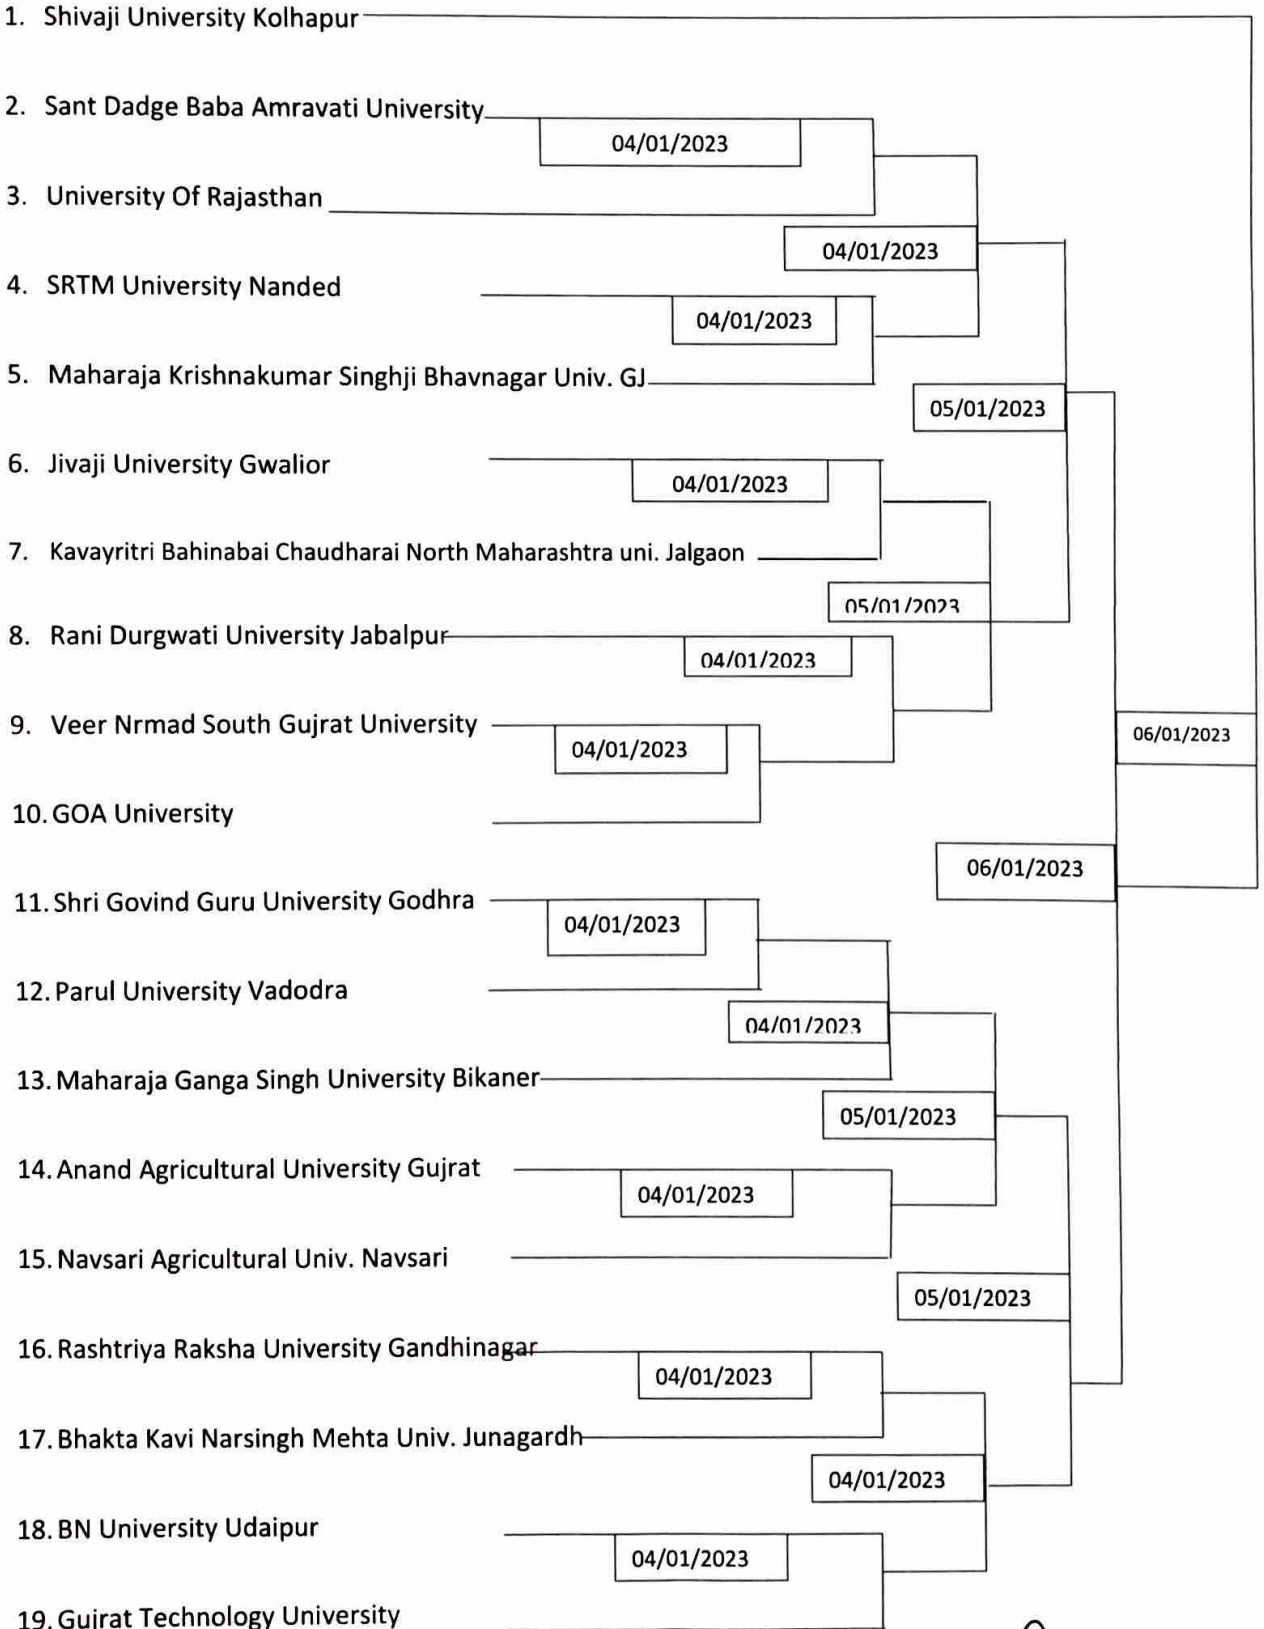 1. Shivaji University Kolhapur
2. Sant Dadge Baba Amravati University
04/01/2023
3. University Of Rajasthan
04/01/2023
4. SRTM University Nanded
04/01/2023
5. Maharaja Krishnakumar Singhji Bhavnagar Univ. GJ
05/01/2023
6. Jivaji University Gwalior
04/01/2023
7. Kavayritri Bahinabai Chaudharai North Maharashtra uni. Jalgaon
05/01/2023
8. Rani Durgwati University Jabalpur
04/01/2023
9. Veer Nrmad South Gujrat University
06/01/2023
04/01/2023
10. GOA University
06/01/2023
11. Shri Govind Guru University Godhra
04/01/2023
12. Parul University Vadodra
04/01/2023
13. Maharaja Ganga Singh University Bikaner
05/01/2023
14. Anand Agricultural University Gujrat
04/01/2023
15. Navsari Agricultural Univ. Navsari
05/01/2023
16. Rashtriya Raksha University Gandhinagar
04/01/2023
17. Bhakta Kavi Narsingh Mehta Univ. Junagardh
04/01/2023
18. BN University Udaipur
04/01/2023
19. Gujrat Technology University